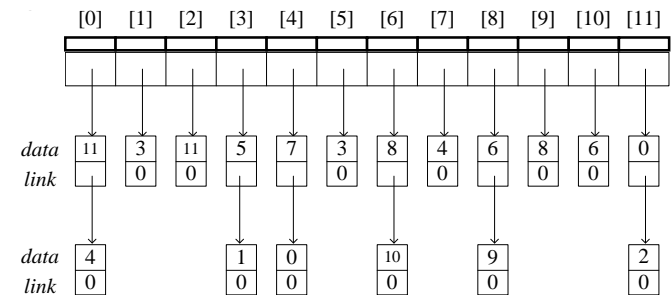 [0] [1] [2] [3] [4] [5] [6] [7] [8] [9] [10] [11]
data 11 3 11 5 7 3 8 4 6 8 6 0
link 0 0 0 0 0 0
data 4 1 0 10 9 2
link 0 0 0 0 0 0